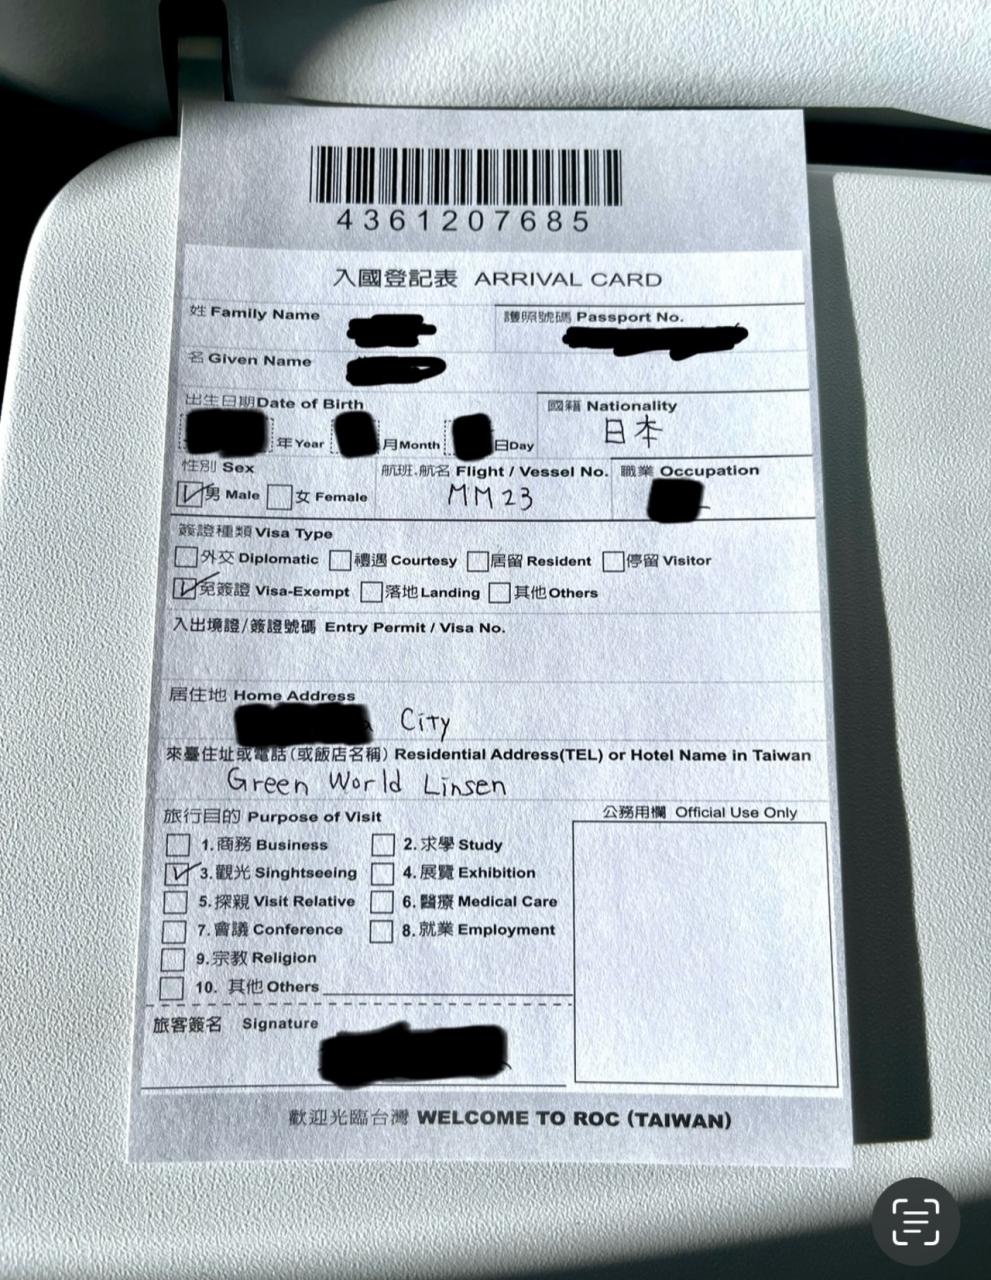 4361207685
入國登記表 ARRIVAL CARD
姓 Family Name
護照號碼 Passport No.
名 Given Name
出生日期 Date of Birth
年 Year 月 Month 日 Day
國籍 Nationality
日本
性別 Sex
男 Male 女 Female
航班.航名 Flight / Vessel No.
MM23
職業 Occupation
簽證種類 Visa Type
外交 Diplomatic 禮遇 Courtesy 居留 Resident 停留 Visitor
免簽證 Visa-Exempt 落地 Landing 其他 Others
入出境證/簽證號碼 Entry Permit / Visa No.
居住地 Home Address
City
來臺住址或電話(或飯店名稱) Residential Address(TEL) or Hotel Name in Taiwan
Green World Linsen
旅行目的 Purpose of Visit
1. 商務 Business 2. 求學 Study
3. 觀光 Singhtseeing 4. 展覽 Exhibition
5. 探親 Visit Relative 6. 醫療 Medical Care
7. 會議 Conference 8. 就業 Employment
9. 宗教 Religion
10. 其他 Others
公務用欄 Official Use Only
旅客簽名 Signature
歡迎光臨台灣 WELCOME TO ROC (TAIWAN)